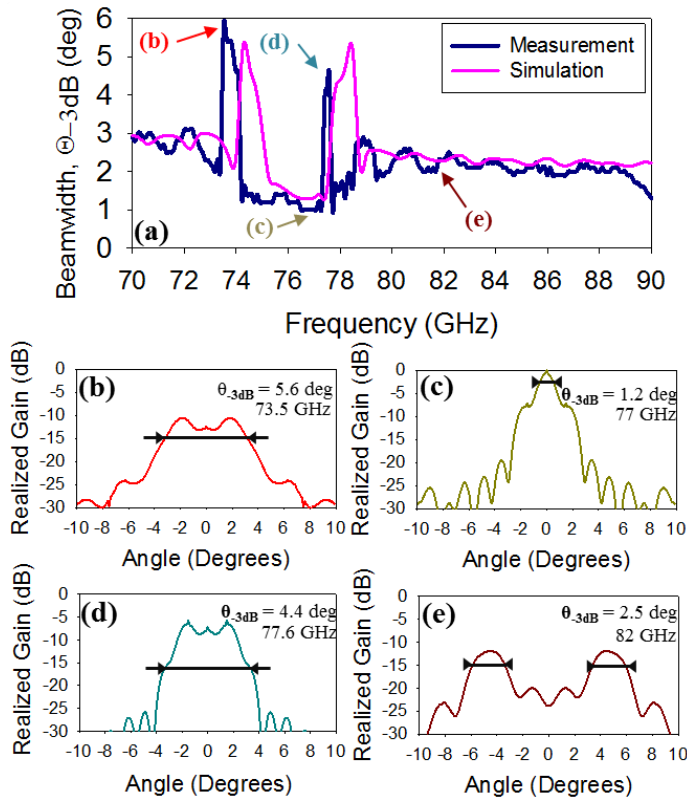 Beamwidth, Θ−3dB (deg)
6
5
4
3
2
1
0
(b)
(d)
(c)
(e)
(a)
Measurement
Simulation
70 72 74 76 78 80 82 84 86 88 90
Frequency (GHz)
Realized Gain (dB)
0
-5
-10
-15
-20
-25
-30
(b)
θ-3dB = 5.6 deg
73.5 GHz
-10 -8 -6 -4 -2 0 2 4 6 8 10
Angle (Degrees)
Realized Gain (dB)
0
-5
-10
-15
-20
-25
-30
(c)
θ-3dB = 1.2 deg
77 GHz
-10 -8 -6 -4 -2 0 2 4 6 8 10
Angle (Degrees)
Realized Gain (dB)
0
-5
-10
-15
-20
-25
-30
(d)
θ-3dB = 4.4 deg
77.6 GHz
-10 -8 -6 -4 -2 0 2 4 6 8 10
Angle (Degrees)
Realized Gain (dB)
0
-5
-10
-15
-20
-25
-30
(e)
θ-3dB = 2.5 deg
82 GHz
-10 -8 -6 -4 -2 0 2 4 6 8 10
Angle (Degrees)